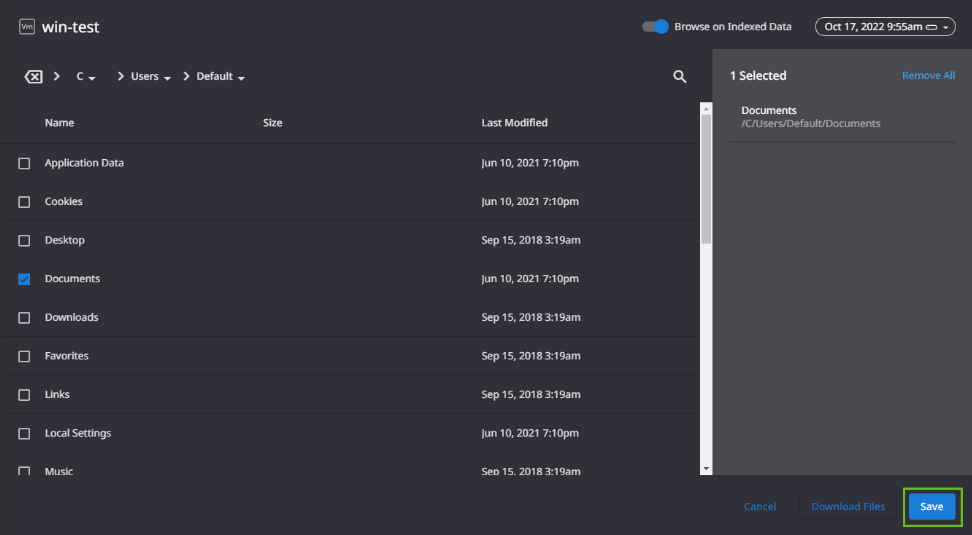 Vm win-test
Browse on Indexed Data
Oct 17, 2022 9:55am
C
Users
Default
Name Size Last Modified
Application Data Jun 10, 2021 7:10pm
Cookies Jun 10, 2021 7:10pm
Desktop Sep 15, 2018 3:19am
Documents Jun 10, 2021 7:10pm
Downloads Sep 15, 2018 3:19am
Favorites Sep 15, 2018 3:19am
Links Sep 15, 2018 3:19am
Local Settings Jun 10, 2021 7:10pm
Music Sep 15, 2018 3:19am
1 Selected Remove All
Documents
/C/Users/Default/Documents
Cancel Download Files Save